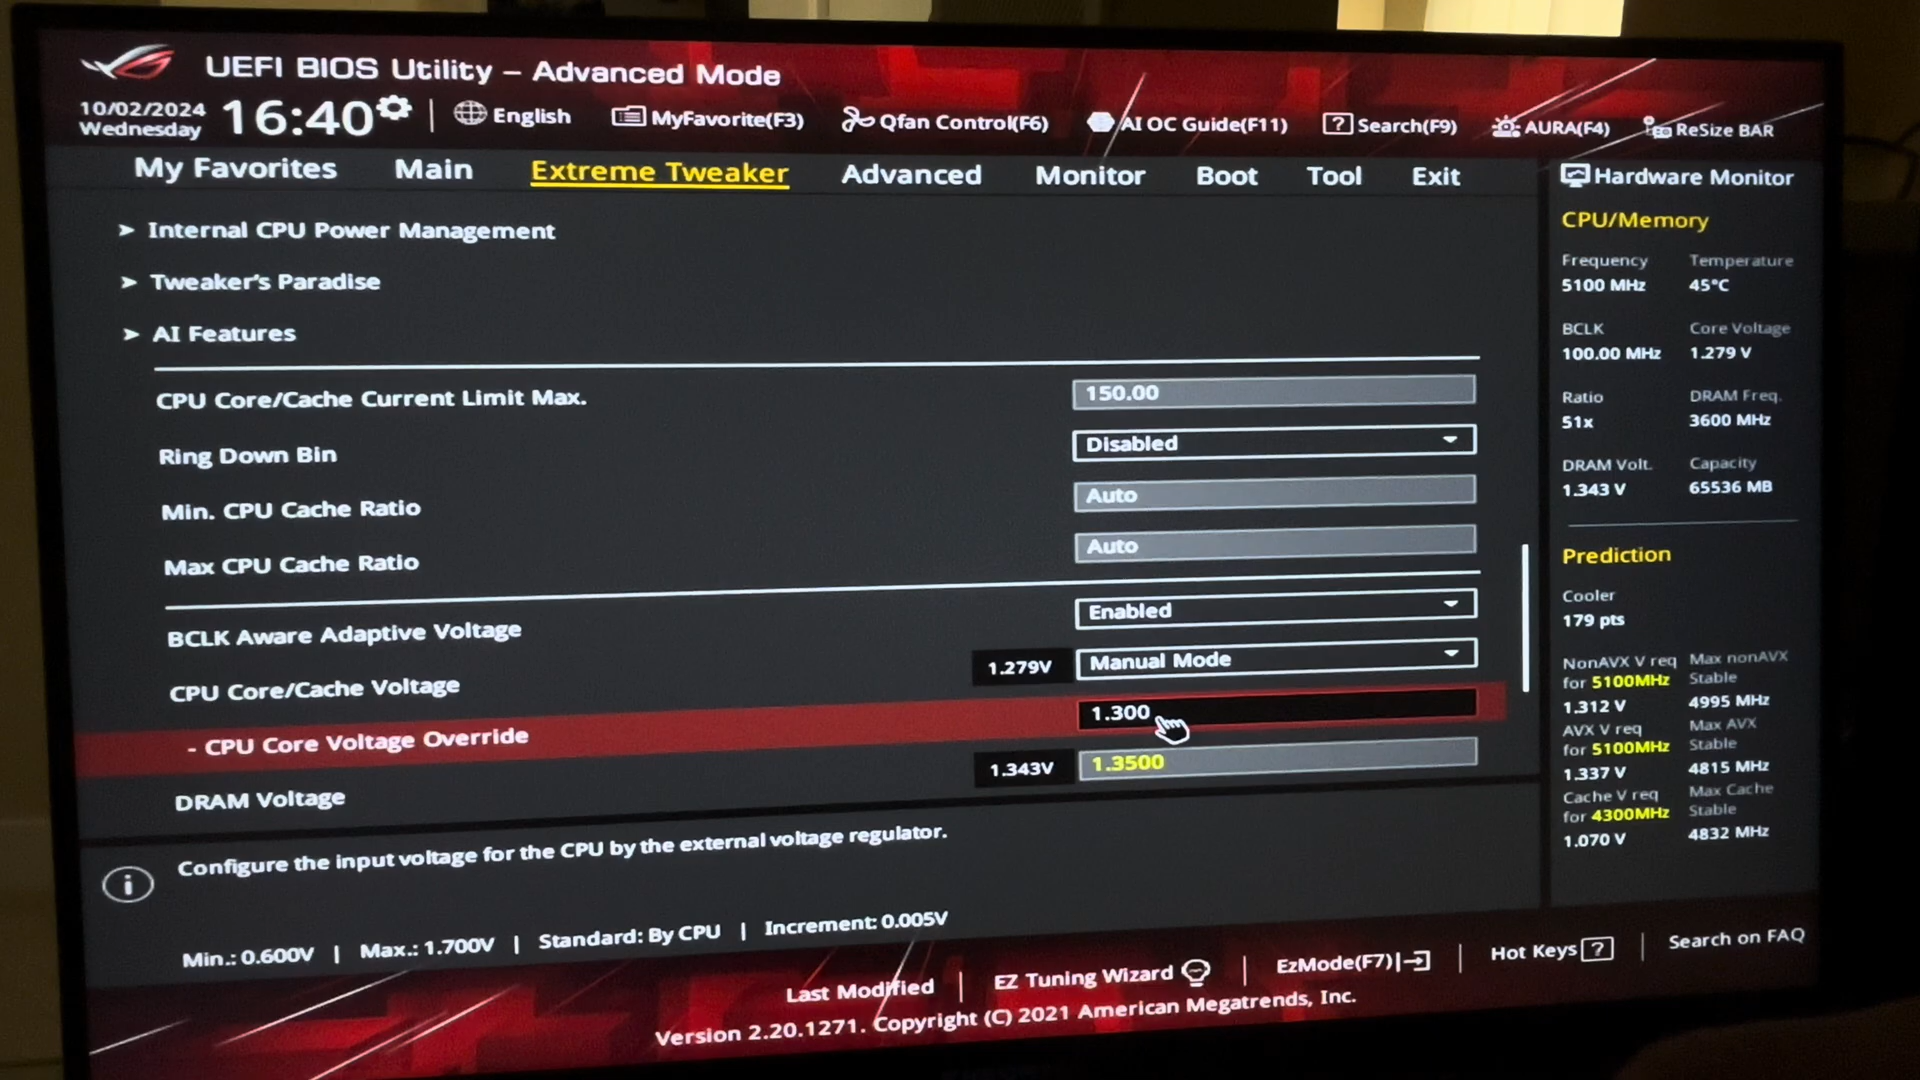 UEFI BIOS Utility – Advanced Mode
10/02/2024
Wednesday
16:40
English
MyFavorite(F3)
Qfan Control(F6)
AI OC Guide(F11)
Search(F9)
AURA(F4)
ReSize BAR
My Favorites
Main
Extreme Tweaker
Advanced
Monitor
Boot
Tool
Exit
Internal CPU Power Management
Tweaker's Paradise
AI Features
CPU Core/Cache Current Limit Max.
150.00
Ring Down Bin
Disabled
Min. CPU Cache Ratio
Auto
Max CPU Cache Ratio
Auto
BCLK Aware Adaptive Voltage
Enabled
CPU Core/Cache Voltage
1.279V
Manual Mode
- CPU Core Voltage Override
1.300
DRAM Voltage
1.343V
1.3500
Configure the input voltage for the CPU by the external voltage regulator.
Min.: 0.600V | Max.: 1.700V | Standard: By CPU | Increment: 0.005V
Hardware Monitor
CPU/Memory
Frequency Temperature
5100 MHz 45°C
BCLK Core Voltage
100.00 MHz 1.279 V
Ratio DRAM Freq.
51x 3600 MHz
DRAM Volt. Capacity
1.343 V 65536 MB
Prediction
Cooler
179 pts
NonAVX V req Max nonAVX
for 5100MHz Stable
1.312 V 4995 MHz
AVX V req Max AVX
for 5100MHz Stable
1.337 V 4815 MHz
Cache V req Max Cache
for 4300MHz Stable
1.070 V 4832 MHz
Last Modified | EZ Tuning Wizard | EzMode(F7) | Hot Keys ? | Search on FAQ
Version 2.20.1271. Copyright (C) 2021 American Megatrends, Inc.